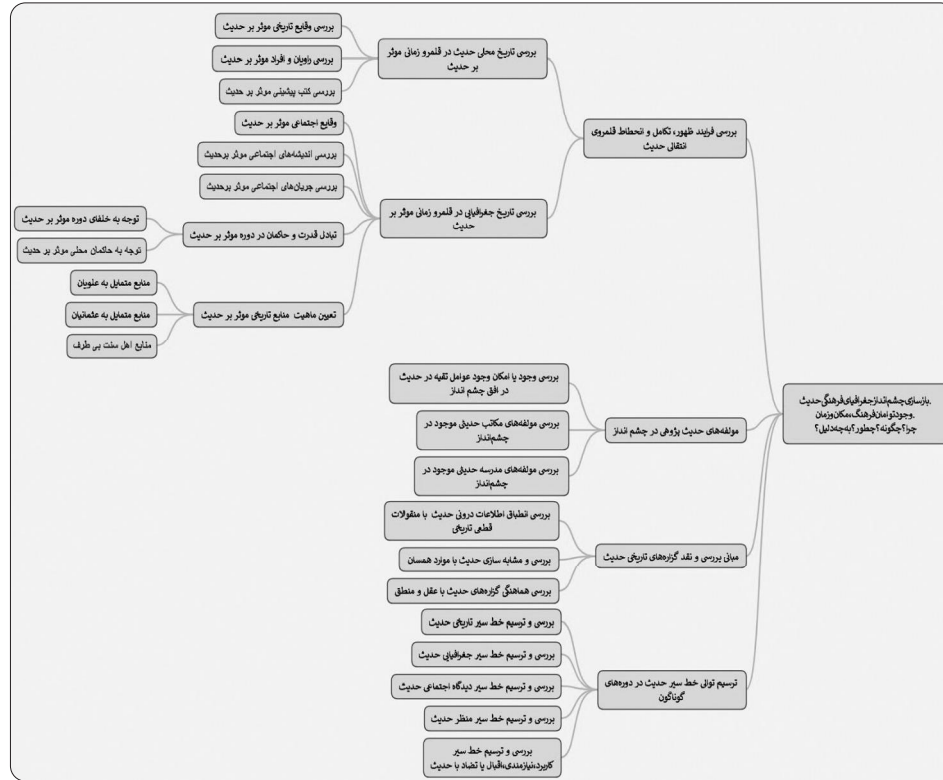 بازسازی چشم‌انداز جغرافیای فرهنگی حدیث.
وجود توامان فرهنگ، مکان و زمان.
چرا؟ چگونه؟ چطور؟ به چه دلیل؟
بررسی فرایند ظهور، تکامل و انحطاط قلمروی
انتقالی حدیث
بررسی تاریخ محلی حدیث در قلمرو زمانی موثر
بر حدیث
بررسی وقایع تاریخی موثر بر حدیث
بررسی راویان و افراد موثر بر حدیث
بررسی کتب پیشینی موثر بر حدیث
بررسی تاریخ جغرافیایی در قلمرو زمانی موثر بر
حدیث
وقایع اجتماعی موثر بر حدیث
بررسی اندیشه‌های اجتماعی موثر برحدیث
بررسی جریان‌های اجتماعی موثر برحدیث
تبادل قدرت و حاکمان در دوره موثر بر حدیث
توجه به خلفای دوره موثر بر حدیث
توجه به حاکمان محلی موثر بر حدیث
تعیین ماهیت منابع تاریخی موثر بر حدیث
منابع متمایل به علویان
منابع متمایل به عثمانیان
منابع اهل سنت بی طرف
مولفه‌های حدیث پژوهی در چشم انداز
بررسی وجود یا امکان وجود عوامل تقیه در حدیث
در افق چشم انداز
بررسی مولفه‌های مکاتب حدیثی موجود در
چشم‌انداز
بررسی مولفه‌های مدرسه حدیثی موجود در
چشم‌انداز
مبانی بررسی و نقد گزاره‌های تاریخی حدیث
بررسی انطباق اطلاعات درونی حدیث با منقولات
قطعی تاریخی
بررسی و مشابه سازی حدیث با موارد همسان
بررسی هماهنگی گزاره‌های حدیث با عقل و منطق
ترسیم توالی خط سیر حدیث در دوره‌های
گوناگون
بررسی و ترسیم خط سیر تاریخی حدیث
بررسی و ترسیم خط سیر جغرافیایی حدیث
بررسی و ترسیم خط سیر دیدگاه اجتماعی حدیث
بررسی و ترسیم خط سیر منظر حدیث
بررسی و ترسیم خط سیر
کاربرد،نیازمندی،اقبال یا تضاد با حدیث